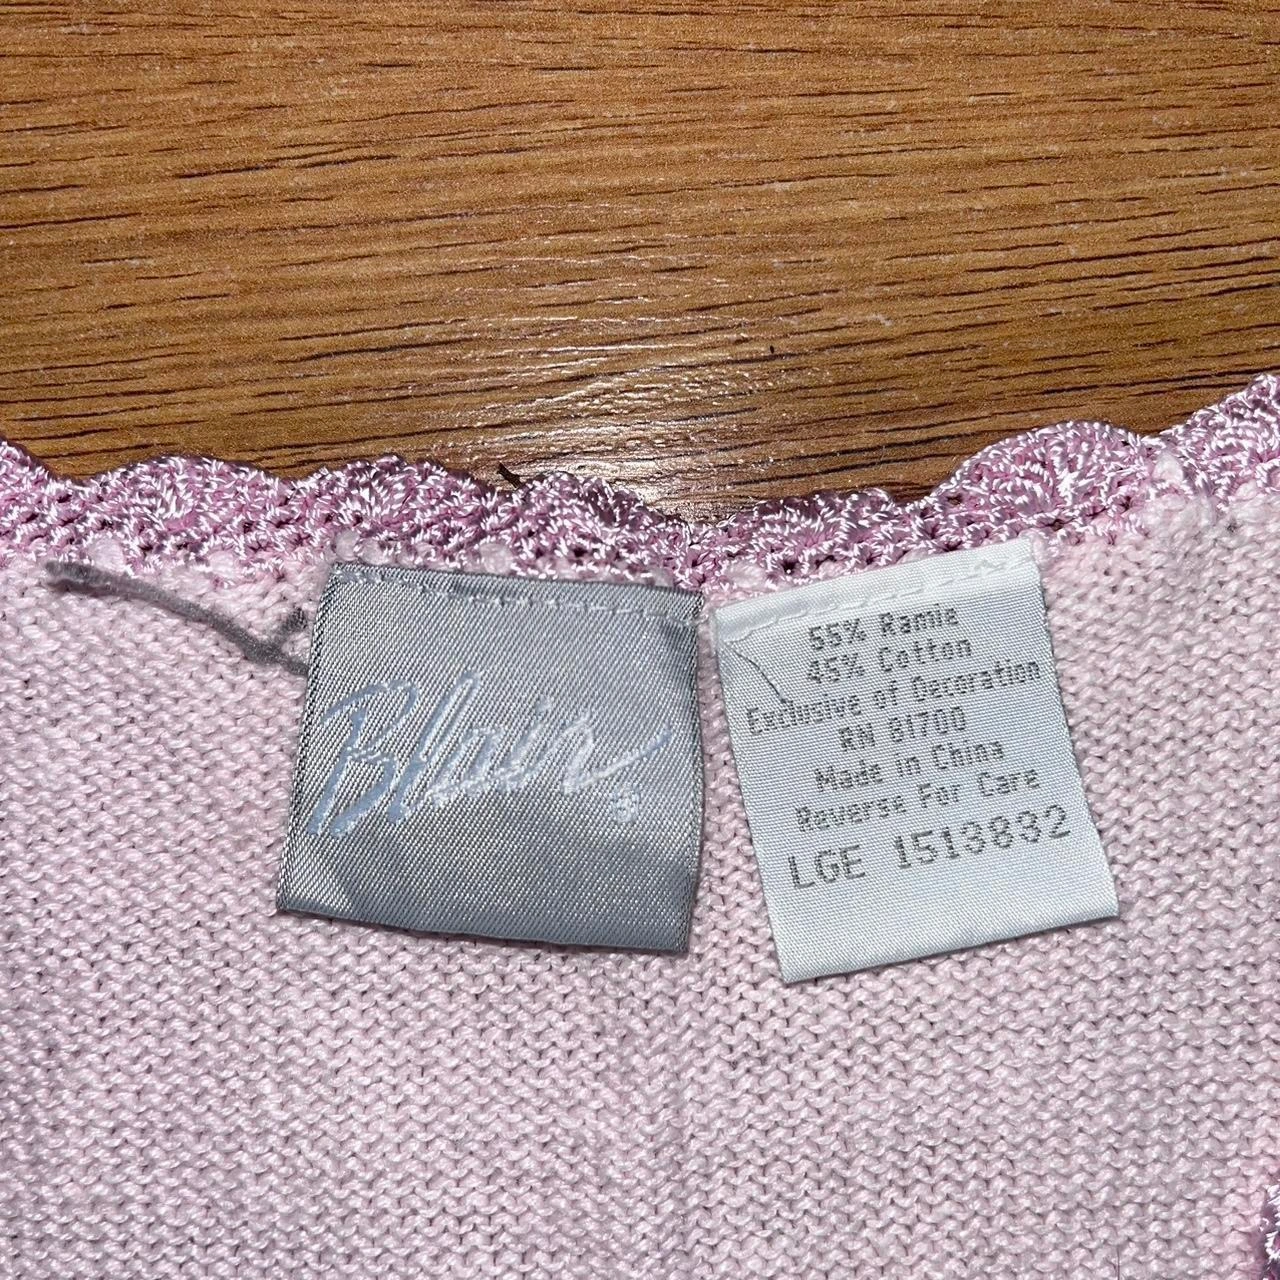 Blair®
55% Ramie
45% Cotton
Exclusive of Decoration
RN 81700
Made in China
Reverse For Care
LGE 1513832